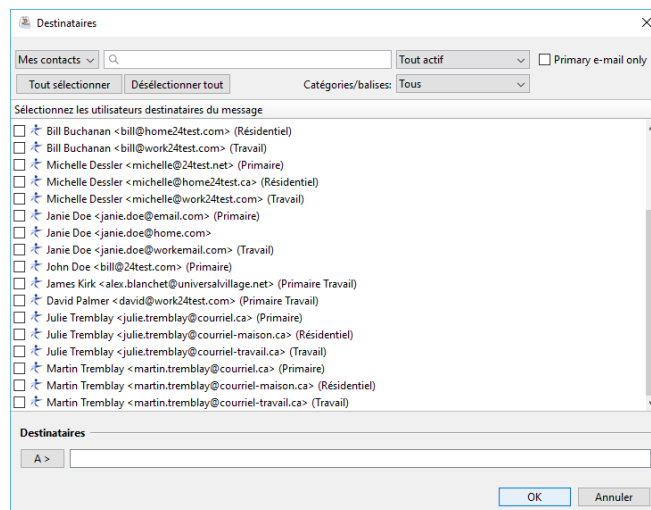 Destinataires
Mes contacts Tout actif Primary e-mail only
Tout sélectionner Désélectionner tout Catégories/balises: Tous
Sélectionnez les utilisateurs destinataires du message
Bill Buchanan <bill@home24test.com> (Résidentiel)
Bill Buchanan <bill@work24test.com> (Travail)
Michelle Dessler <michelle@24test.net> (Primaire)
Michelle Dessler <michelle@home24test.ca> (Résidentiel)
Michelle Dessler <michelle@work24test.com> (Travail)
Janie Doe <janie.doe@email.com> (Primaire)
Janie Doe <janie.doe@home.com>
Janie Doe <janie.doe@workemail.com> (Travail)
John Doe <bill@24test.com> (Primaire)
James Kirk <alex.blanchet@universalvillage.net> (Primaire Travail)
David Palmer <david@work24test.com> (Primaire Travail)
Julie Tremblay <julie.tremblay@courriel.ca> (Primaire)
Julie Tremblay <julie.tremblay@courriel-maison.ca> (Résidentiel)
Julie Tremblay <julie.tremblay@courriel-travail.ca> (Travail)
Martin Tremblay <martin.tremblay@courriel.ca> (Primaire)
Martin Tremblay <martin.tremblay@courriel-maison.ca> (Résidentiel)
Martin Tremblay <martin.tremblay@courriel-travail.ca> (Travail)
Destinataires
A >
OK Annuler